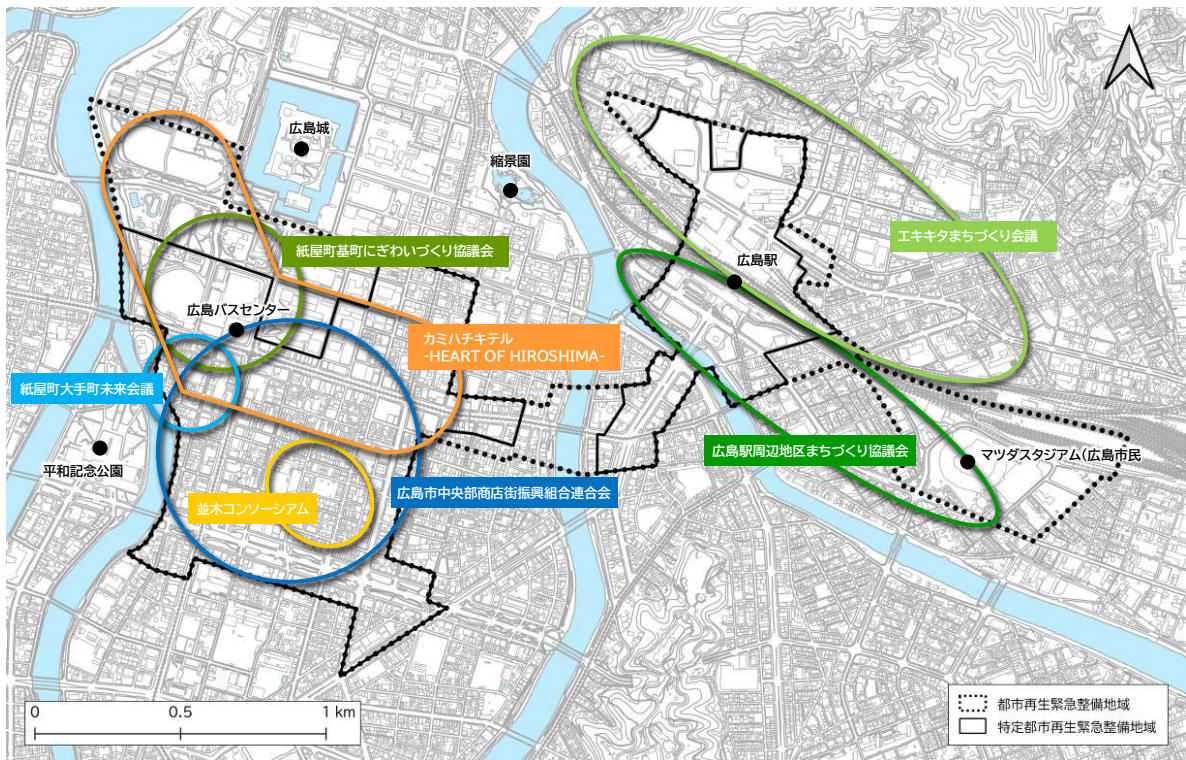 広島城
縮景園
紙屋町基町にぎわいづくり協議会
エキキタまちづくり会議
広島駅
広島バスセンター
カミハチキテル
-HEART OF HIROSHIMA-
紙屋町大手町未来会議
平和記念公園
広島駅周辺地区まちづくり協議会
マツダスタジアム(広島市民
広島市中央部商店街振興組合連合会
並木コンソーシアム
0 0.5 1 km
都市再生緊急整備地域
特定都市再生緊急整備地域